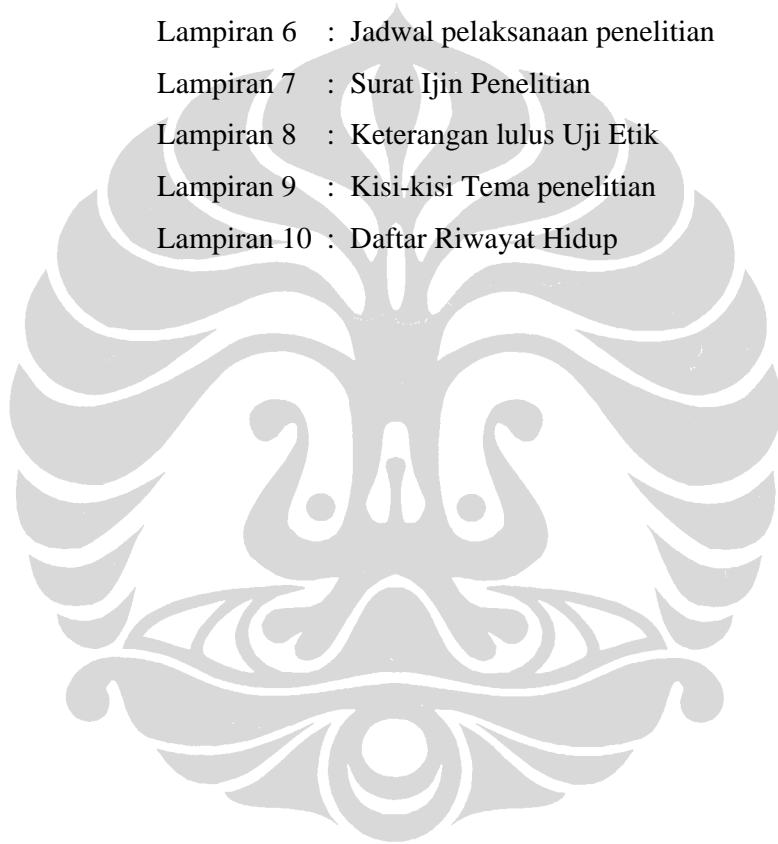 Lampiran 6 : Jadwal pelaksanaan penelitian
Lampiran 7 : Surat Ijin Penelitian
Lampiran 8 : Keterangan lulus Uji Etik
Lampiran 9 : Kisi-kisi Tema penelitian
Lampiran 10 : Daftar Riwayat Hidup